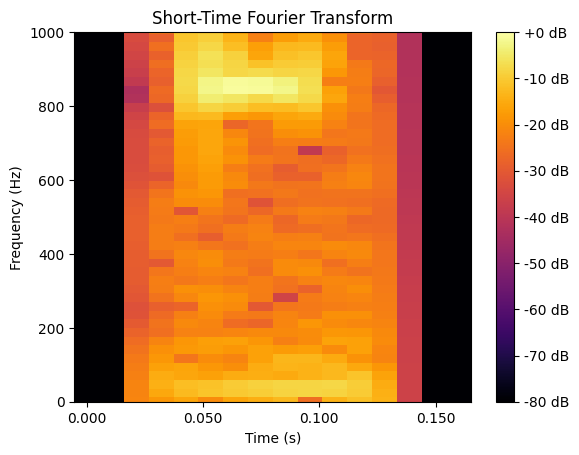 Short-Time Fourier Transform
Frequency (Hz)
1000
800
600
400
200
0
0.000
0.050
0.100
0.150
Time (s)
+0 dB
-10 dB
-20 dB
-30 dB
-40 dB
-50 dB
-60 dB
-70 dB
-80 dB